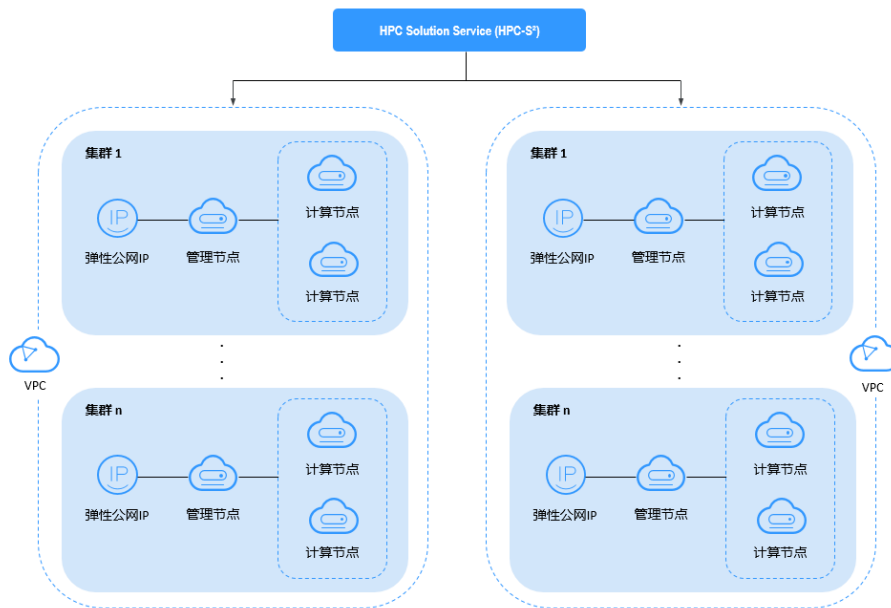 HPC Solution Service (HPC-S²)
集群 1
计算节点
弹性公网IP
管理节点
计算节点
集群 n
计算节点
弹性公网IP
管理节点
计算节点
VPC
集群 1
计算节点
弹性公网IP
管理节点
计算节点
集群 n
计算节点
弹性公网IP
管理节点
计算节点
VPC